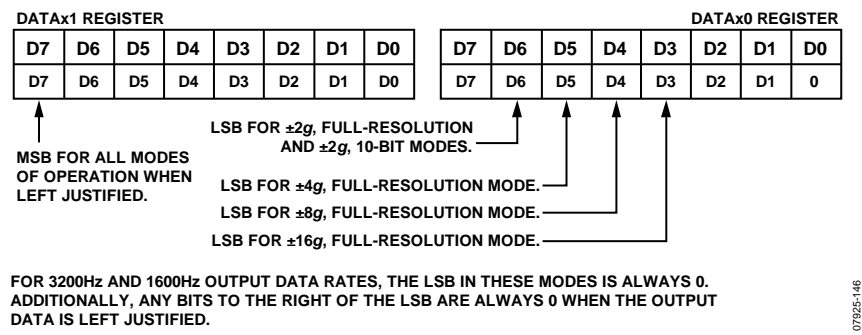 DATAx1 REGISTER DATAx0 REGISTER
D7 D6 D5 D4 D3 D2 D1 D0 D7 D6 D5 D4 D3 D2 D1 D0
D7 D6 D5 D4 D3 D2 D1 D0 D7 D6 D5 D4 D3 D2 D1 0
LSB FOR ±2g, FULL-RESOLUTION
AND ±2g, 10-BIT MODES.
MSB FOR ALL MODES
OF OPERATION WHEN
LEFT JUSTIFIED.
LSB FOR ±4g, FULL-RESOLUTION MODE.
LSB FOR ±8g, FULL-RESOLUTION MODE.
LSB FOR ±16g, FULL-RESOLUTION MODE.
FOR 3200Hz AND 1600Hz OUTPUT DATA RATES, THE LSB IN THESE MODES IS ALWAYS 0.
ADDITIONALLY, ANY BITS TO THE RIGHT OF THE LSB ARE ALWAYS 0 WHEN THE OUTPUT
DATA IS LEFT JUSTIFIED.
07925-146